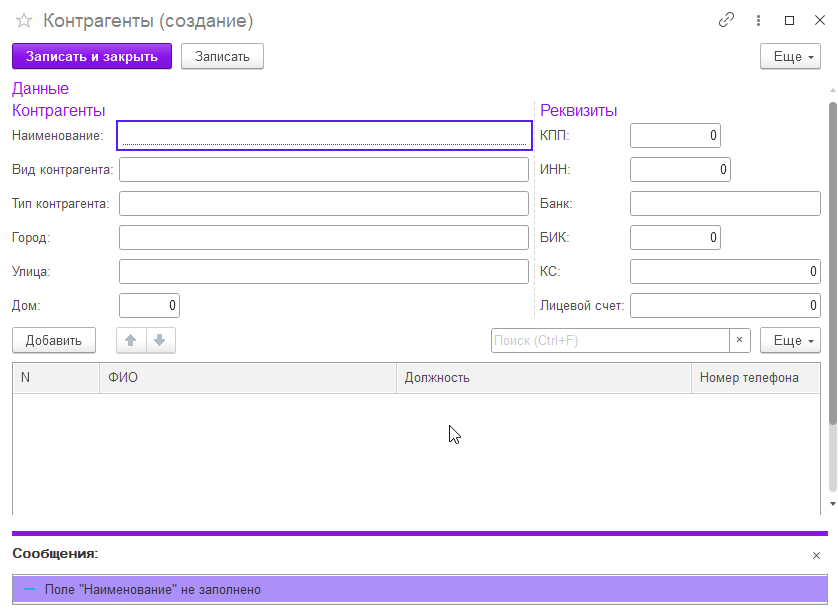 Контрагенты (создание)
Записать и закрыть
Записать
Еще
Данные
Контрагенты
Реквизиты
Наименование:
КПП: 0
Вид контрагента:
ИНН: 0
Тип контрагента:
Банк:
Город:
БИК: 0
Улица:
КС: 0
Дом: 0
Лицевой счет: 0
Добавить
Поиск (Ctrl+F)
×
Еще
N ФИО Должность Номер телефона
Сообщения:
Поле "Наименование" не заполнено